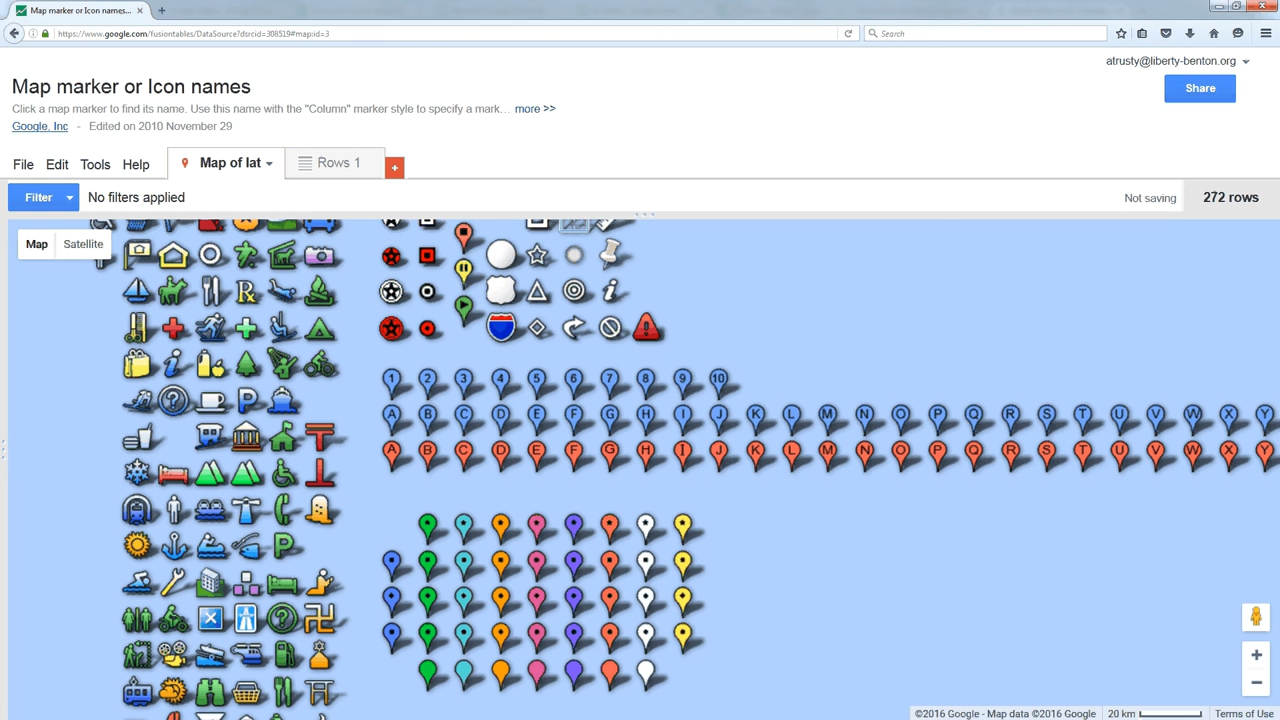 Map marker or Icon names...
https://www.google.com/fusiontables/DataSource?dsrcid=308519#map:id=3
Search
atrusty@liberty-benton.org
Map marker or Icon names
Click a map marker to find its name. Use this name with the "Column" marker style to specify a mark… more >>
Share
Google, Inc - Edited on 2010 November 29
File Edit Tools Help Map of lat Rows 1 +
Filter No filters applied Not saving 272 rows
Map Satellite
1 2 3 4 5 6 7 8 9 10
A B C D E F G H I J K L M N O P Q R S T U V W X Y
A B C D E F G H I J K L M N O P Q R S T U V W X Y
©2016 Google - Map data ©2016 Google 20 km Terms of Use